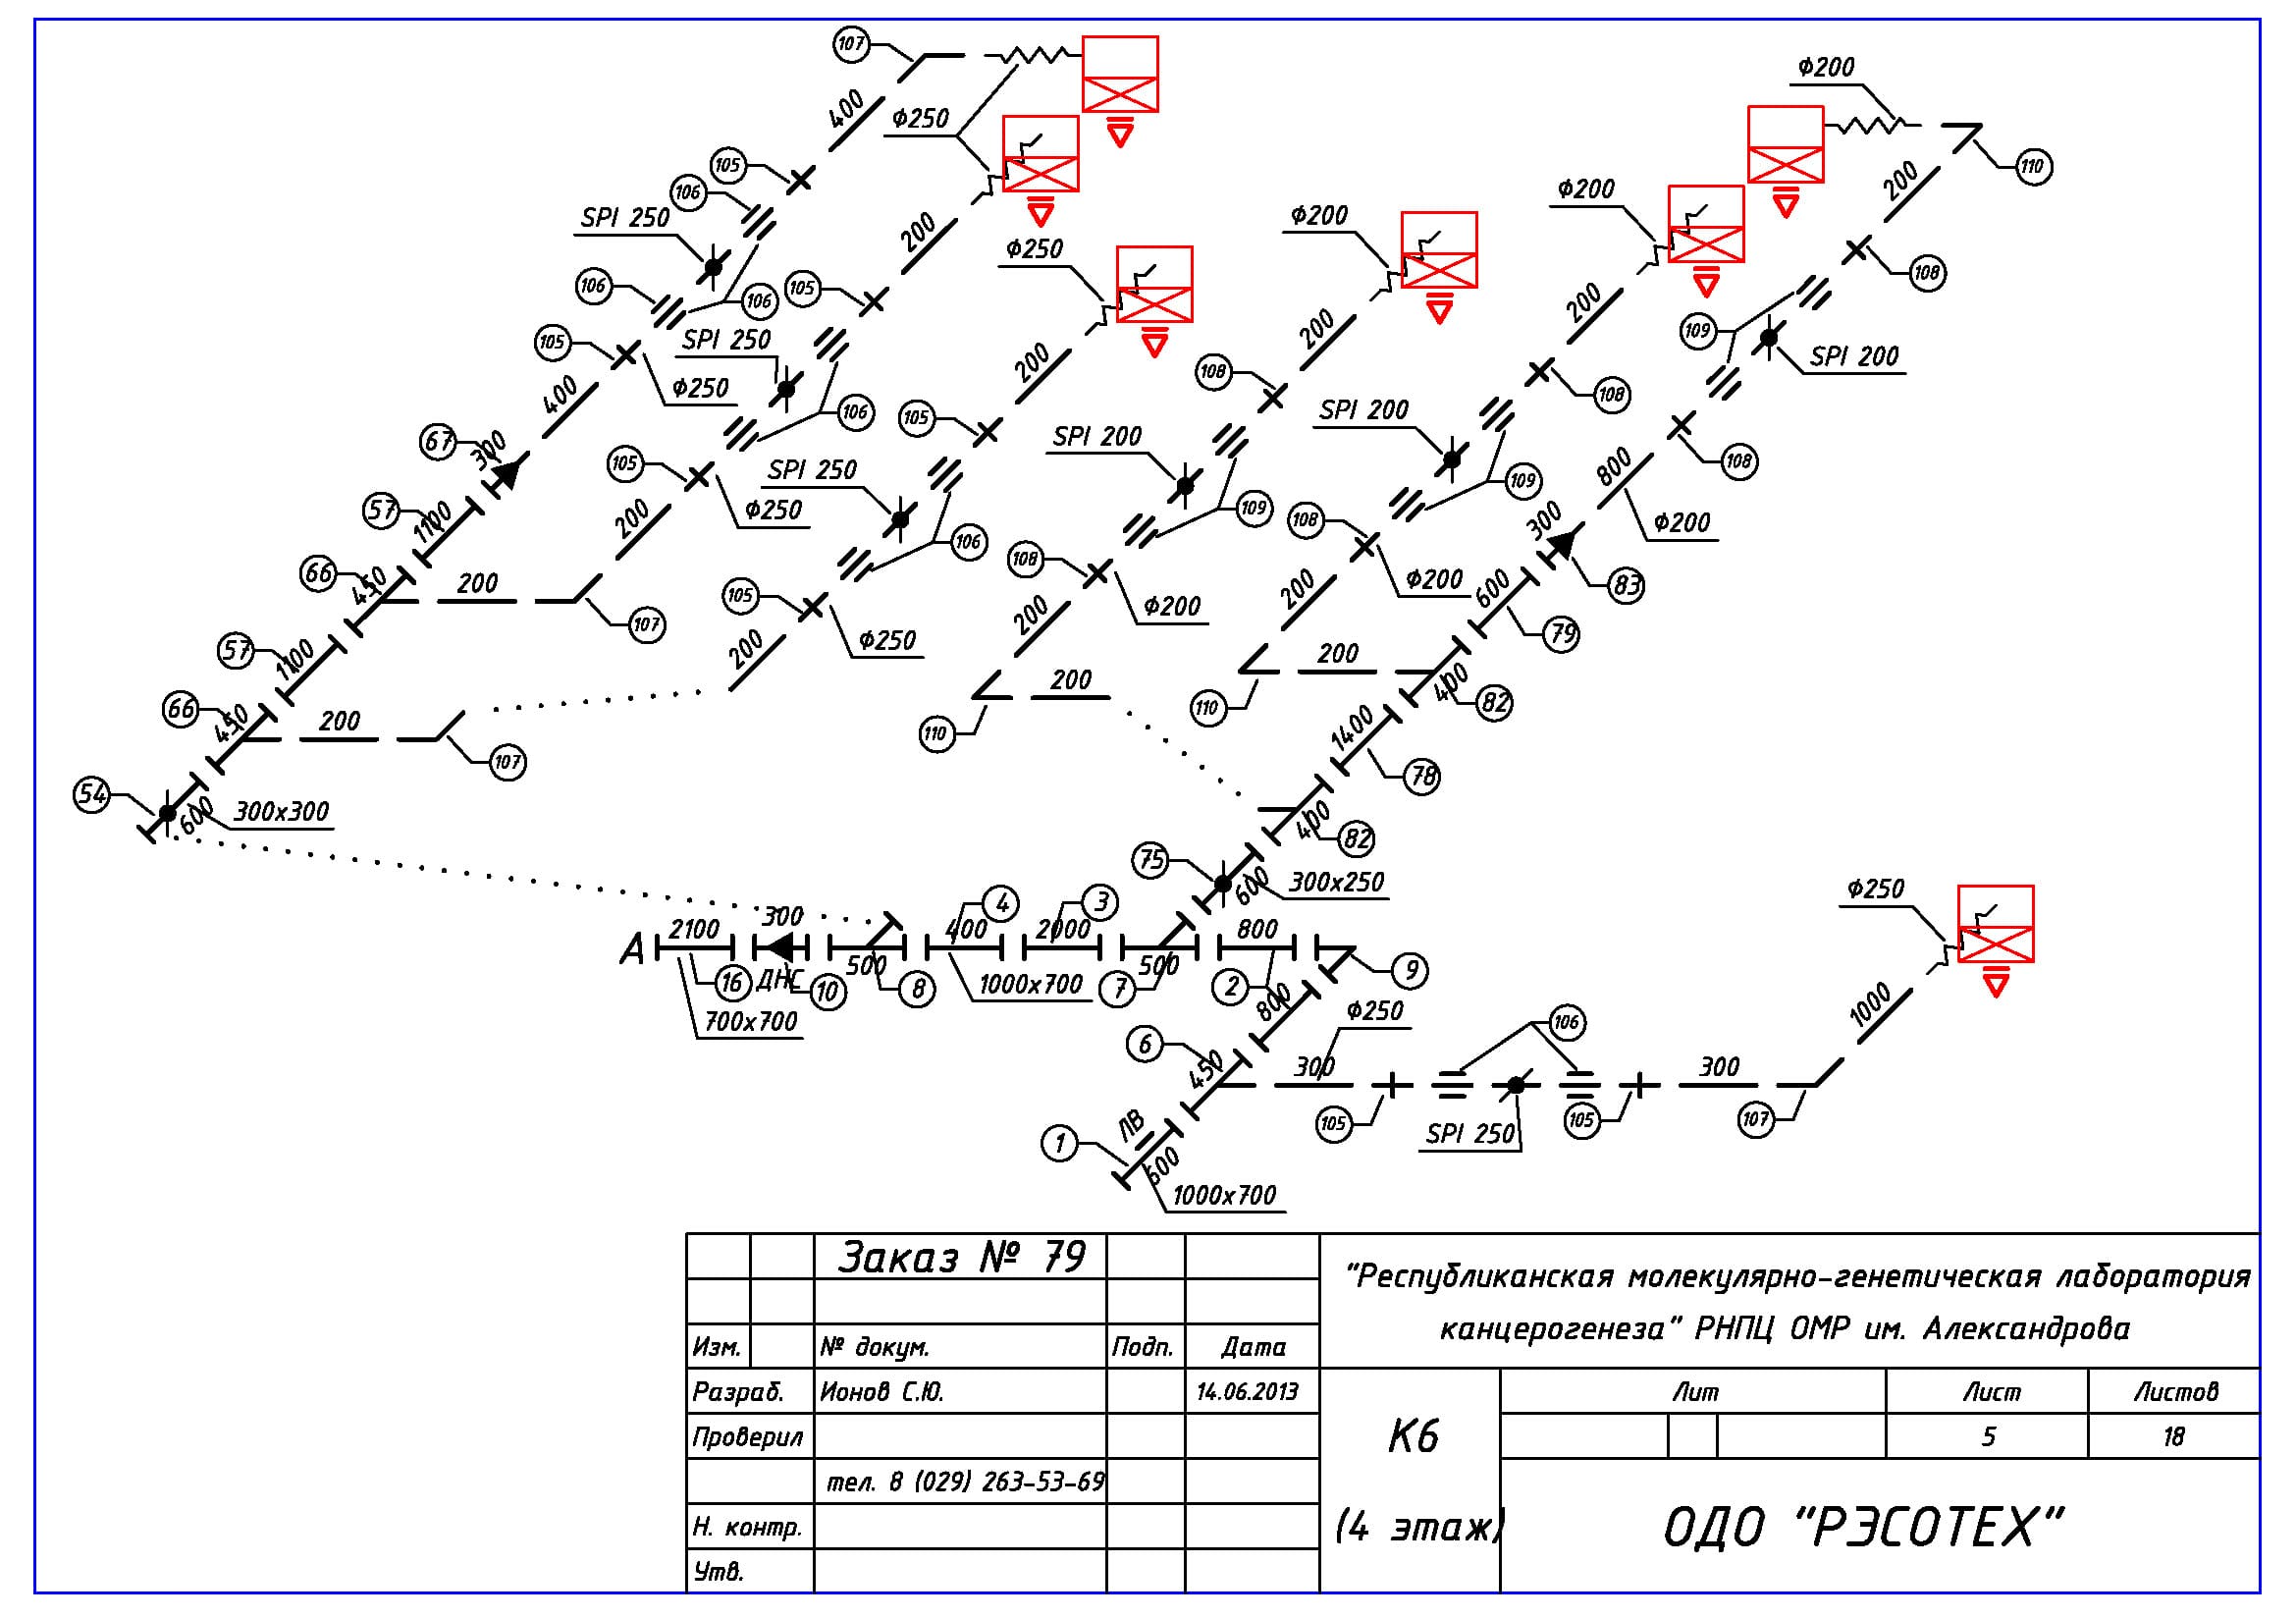 107
Ф200
400
Ф250
105
110
200
106
SPI 250
Ф200
Ф200
200
Ф250
108
106
106
105
200
109
105
SPI 250
200
200
SPI 200
400
Ф250
200
108
108
67
300
106
105
SPI 200
SPI 200
108
57
1100
105
SPI 250
800
200
Ф250
109
109
300
Ф200
66
450
106
108
108
200
105
200
Ф200
Ф200
600
83
57
1100
107
Ф250
200
200
79
66
450
200
200
200
400
82
107
110
110
1400
78
54
600
300x300
400
82
75
600
300x250
Ф250
4
3
A
2100
300
400
2000
800
16
ДНС
10
500
8
1000x700
500
7
2
9
700x700
800
Ф250
106
1000
6
450
300
300
ЛВ
105
SPI 250
105
107
1
600
1000x700
Заказ № 79
"Республиканская молекулярно-генетическая лаборатория
канцерогенеза" РНПЦ ОМР им. Александрова
Изм.
№ докум.
Подп.
Дата
Разраб.
Ионов С.Ю.
14.06.2013
Лит
Лист
Листов
Проверил
К6
5
18
тел. 8 (029) 263-53-69
Н. контр.
(4 этаж)
ОДО "РЭСОТЕХ"
Утв.